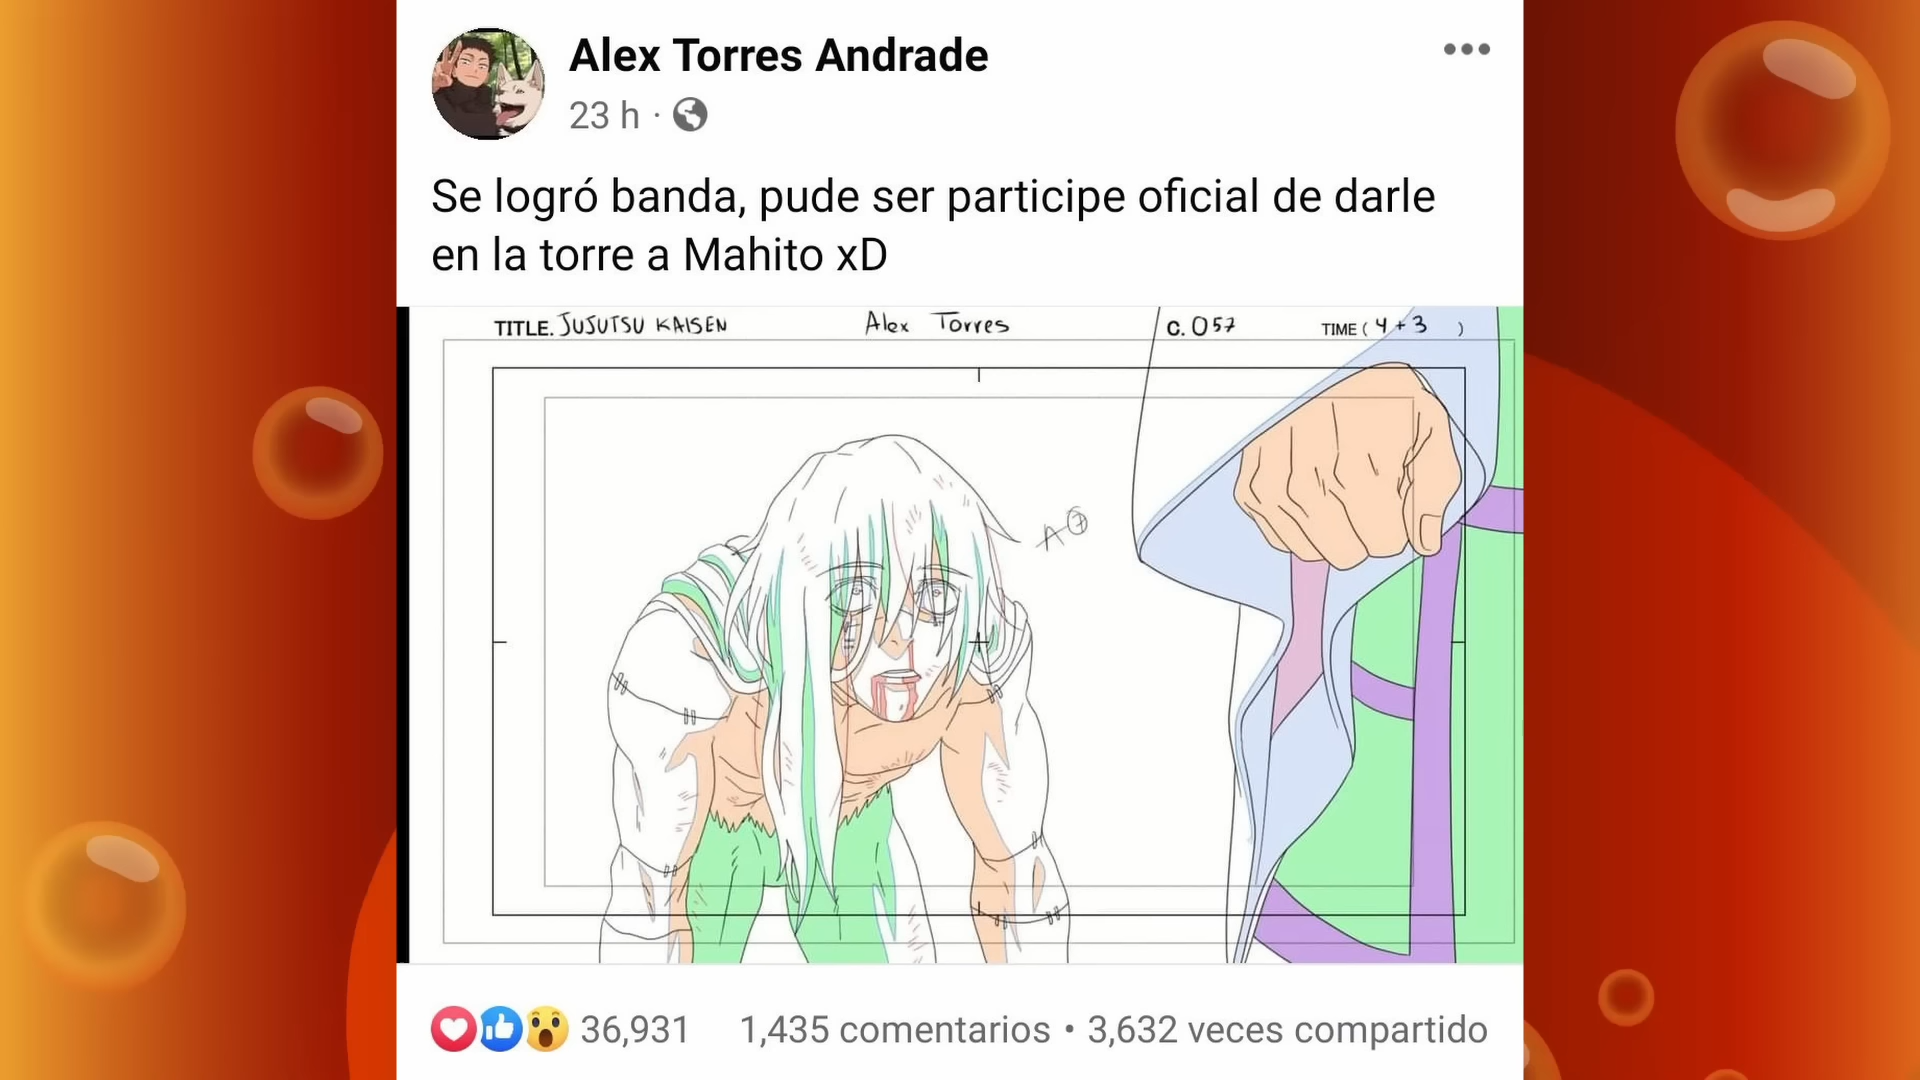 Alex Torres Andrade
23 h ·
Se logró banda, pude ser participe oficial de darle
en la torre a Mahito xD
TITLE. JUJUTSU KAISEN Alex Torres C. 057 TIME ( 4 + 3 )
A⑦
36,931 1,435 comentarios • 3,632 veces compartido